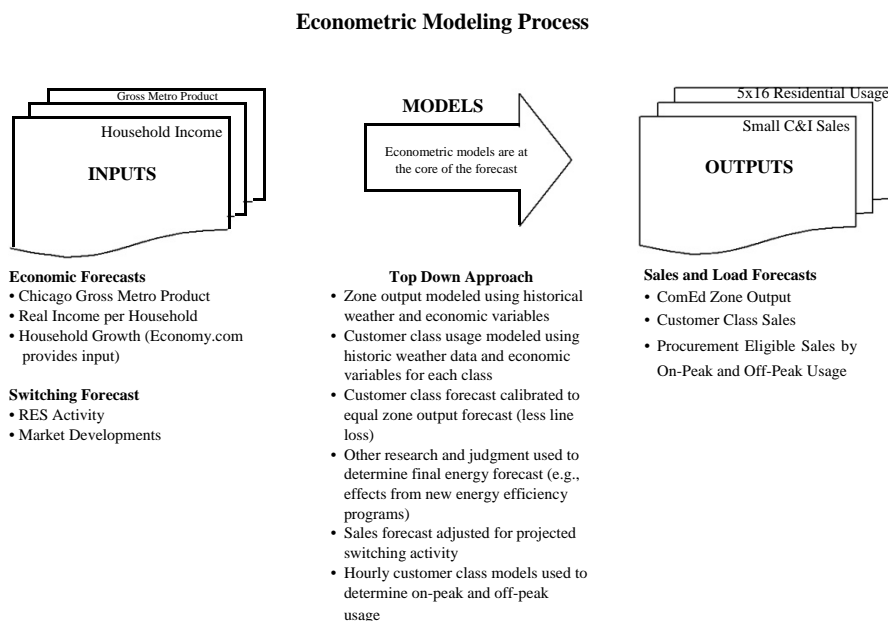 Econometric Modeling Process
Gross Metro Product
Household Income
INPUTS
Economic Forecasts
• Chicago Gross Metro Product
• Real Income per Household
• Household Growth (Economy.com
provides input)
Switching Forecast
• RES Activity
• Market Developments
MODELS
Econometric models are at
the core of the forecast
Top Down Approach
• Zone output modeled using historical
weather and economic variables
• Customer class usage modeled using
historic weather data and economic
variables for each class
• Customer class forecast calibrated to
equal zone output forecast (less line
loss)
• Other research and judgment used to
determine final energy forecast (e.g.,
effects from new energy efficiency
programs)
• Sales forecast adjusted for projected
switching activity
• Hourly customer class models used to
determine on-peak and off-peak
usage
5x16 Residential Usage
Small C&I Sales
OUTPUTS
Sales and Load Forecasts
• ComEd Zone Output
• Customer Class Sales
• Procurement Eligible Sales by
On-Peak and Off-Peak Usage